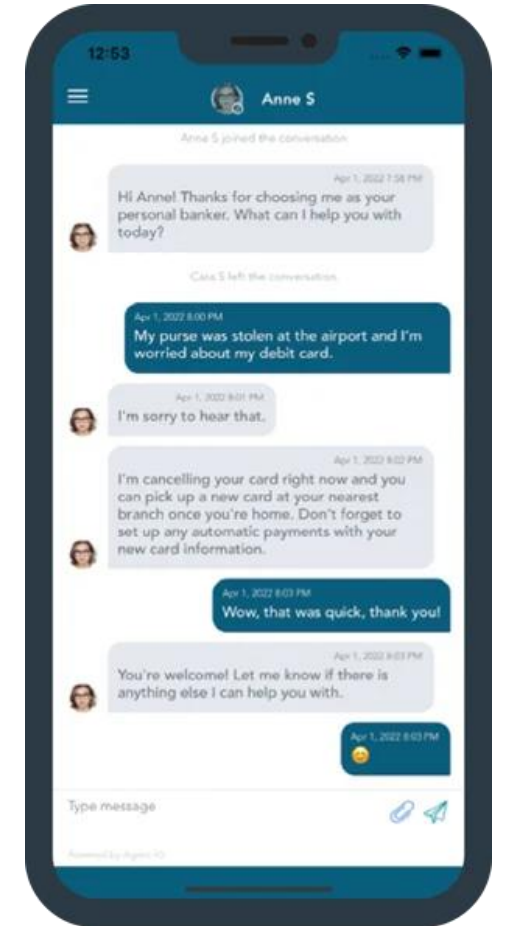 12:53
Anne S
Anne S joined the conversation
Apr 1, 2022 7:58 PM
Hi Anne! Thanks for choosing me as your
personal banker. What can I help you with
today?
Cara S left the conversation
Apr 1, 2022 8:00 PM
My purse was stolen at the airport and I'm
worried about my debit card.
Apr 1, 2022 8:01 PM
I'm sorry to hear that.
Apr 1, 2022 8:02 PM
I'm cancelling your card right now and you
can pick up a new card at your nearest
branch once you're home. Don't forget to
set up any automatic payments with your
new card information.
Apr 1, 2022 8:03 PM
Wow, that was quick, thank you!
Apr 1, 2022 8:03 PM
You're welcome! Let me know if there is
anything else I can help you with.
Apr 1, 2022 8:03 PM
😊
Type message
Powered by